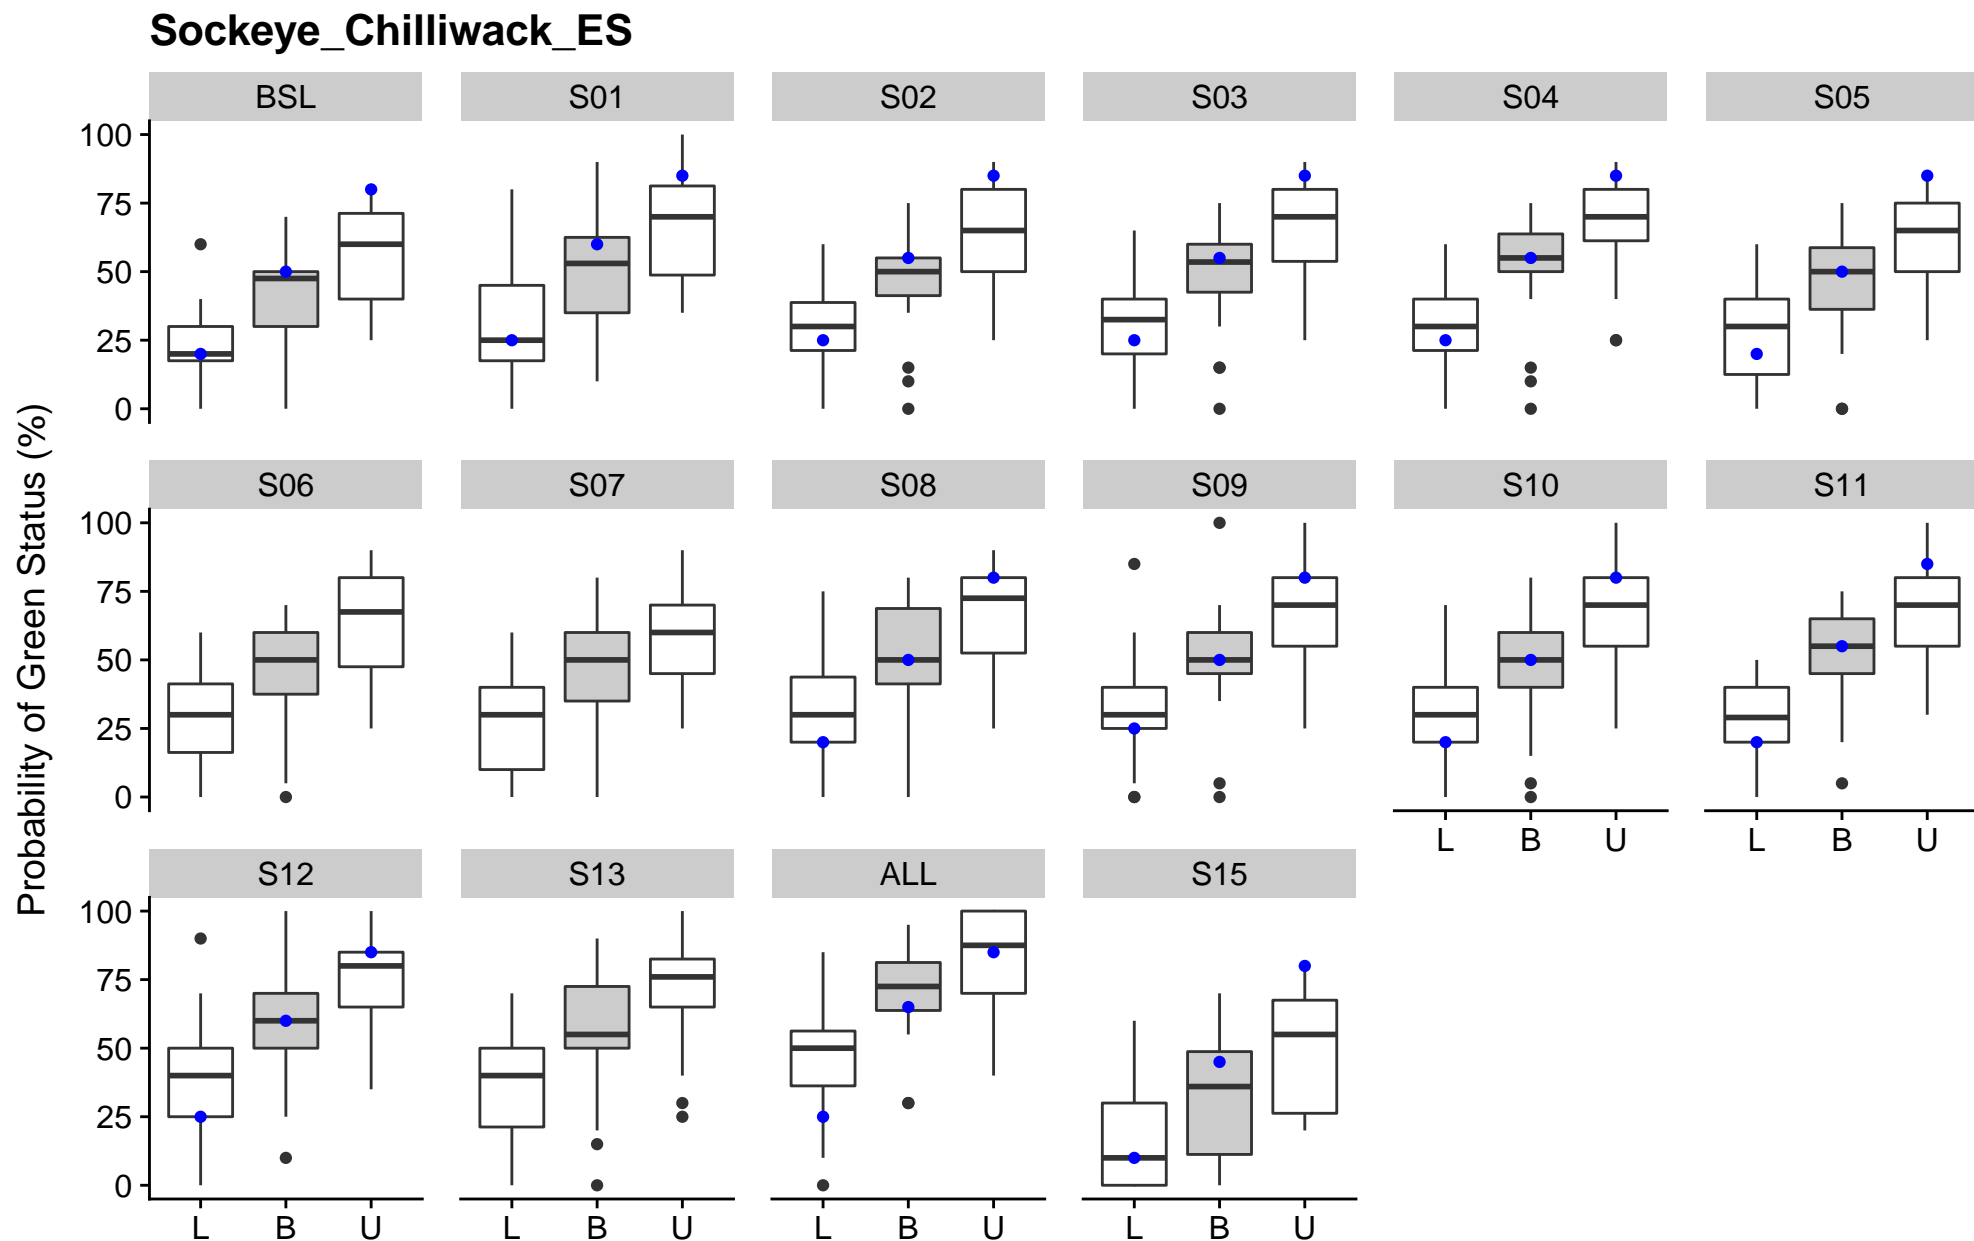 Sockeye_Chilliwack_ES
BSL S01 S02 S03 S04 S05
100
75
50
25
0
Probability of Green Status (%)
S06 S07 S08 S09 S10 S11
100
75
50
25
0
L B U L B U
S12 S13 ALL S15
100
75
50
25
0
L B U L B U L B U L B U